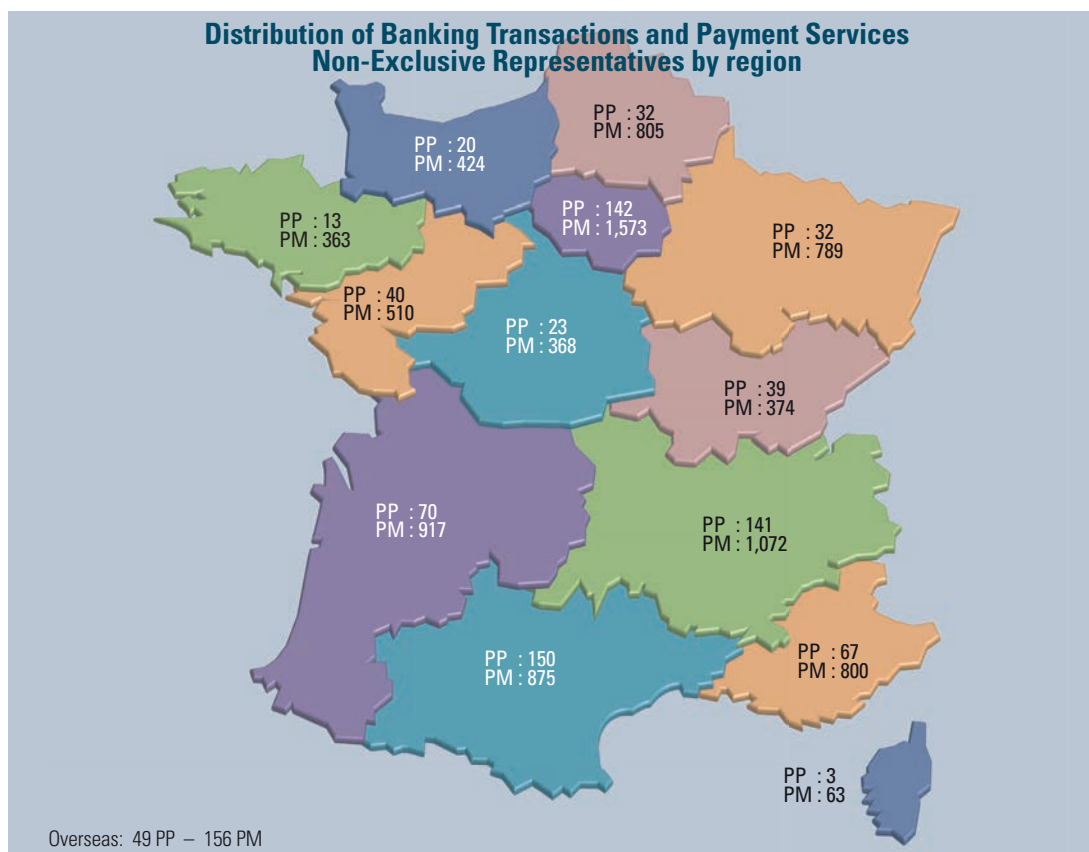 Distribution of Banking Transactions and Payment Services
Non-Exclusive Representatives by region
PP : 32
PM : 805
PP : 20
PM : 424
PP : 142
PM : 1,573
PP : 13
PM : 363
PP : 32
PM : 789
PP : 40
PM : 510
PP : 23
PM : 368
PP : 39
PM : 374
PP : 70
PM : 917
PP : 141
PM : 1,072
PP : 67
PM : 800
PP : 150
PM : 875
PP : 3
PM : 63
Overseas: 49 PP – 156 PM